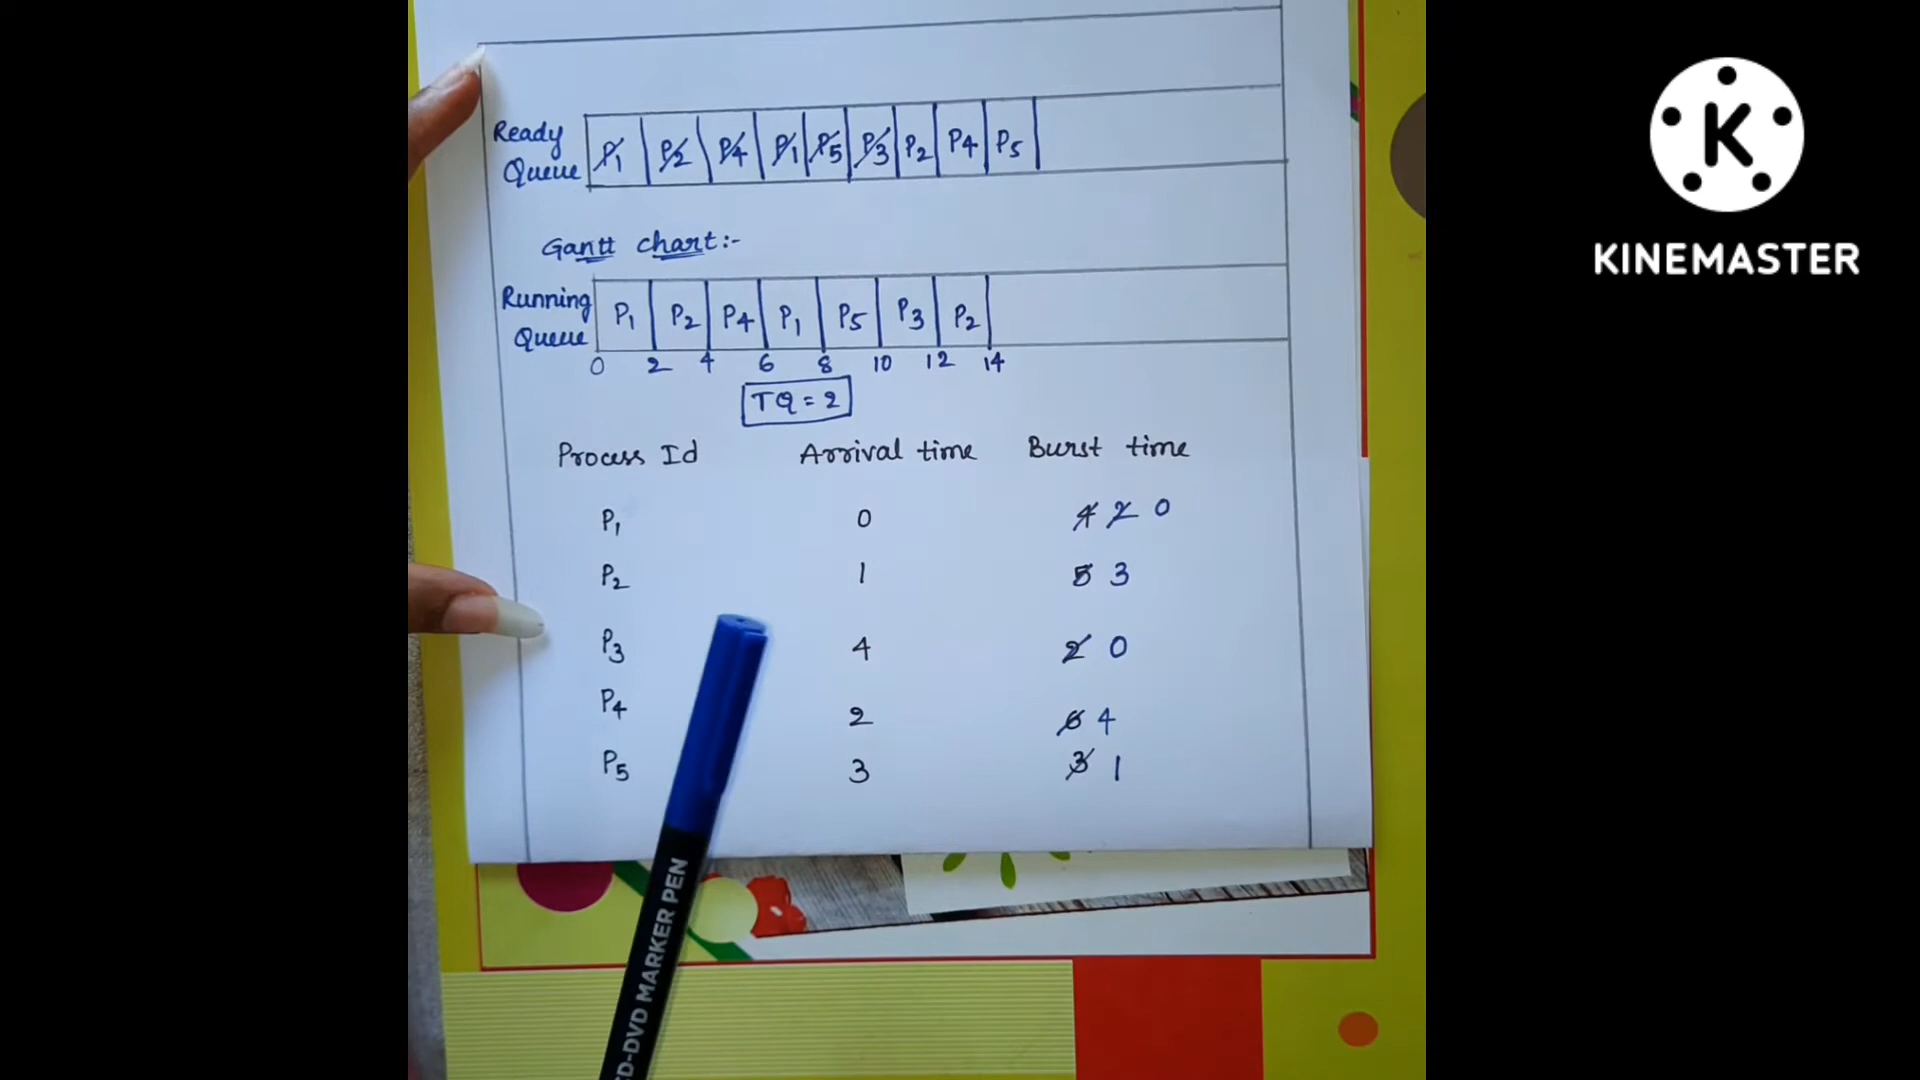 Ready Queue P1 P2 P4 P1 P5 P3 P2 P4 P5
Gantt chart:-
Running Queue P1 P2 P4 P1 P5 P3 P2
0 2 4 6 8 10 12 14
TQ = 2
Process Id Arrival time Burst time
P1 0 4 2 0
P2 1 5 3
P3 4 2 0
P4 2 6 4
P5 3 3 1
CD-DVD MARKER PEN
K
KINEMASTER